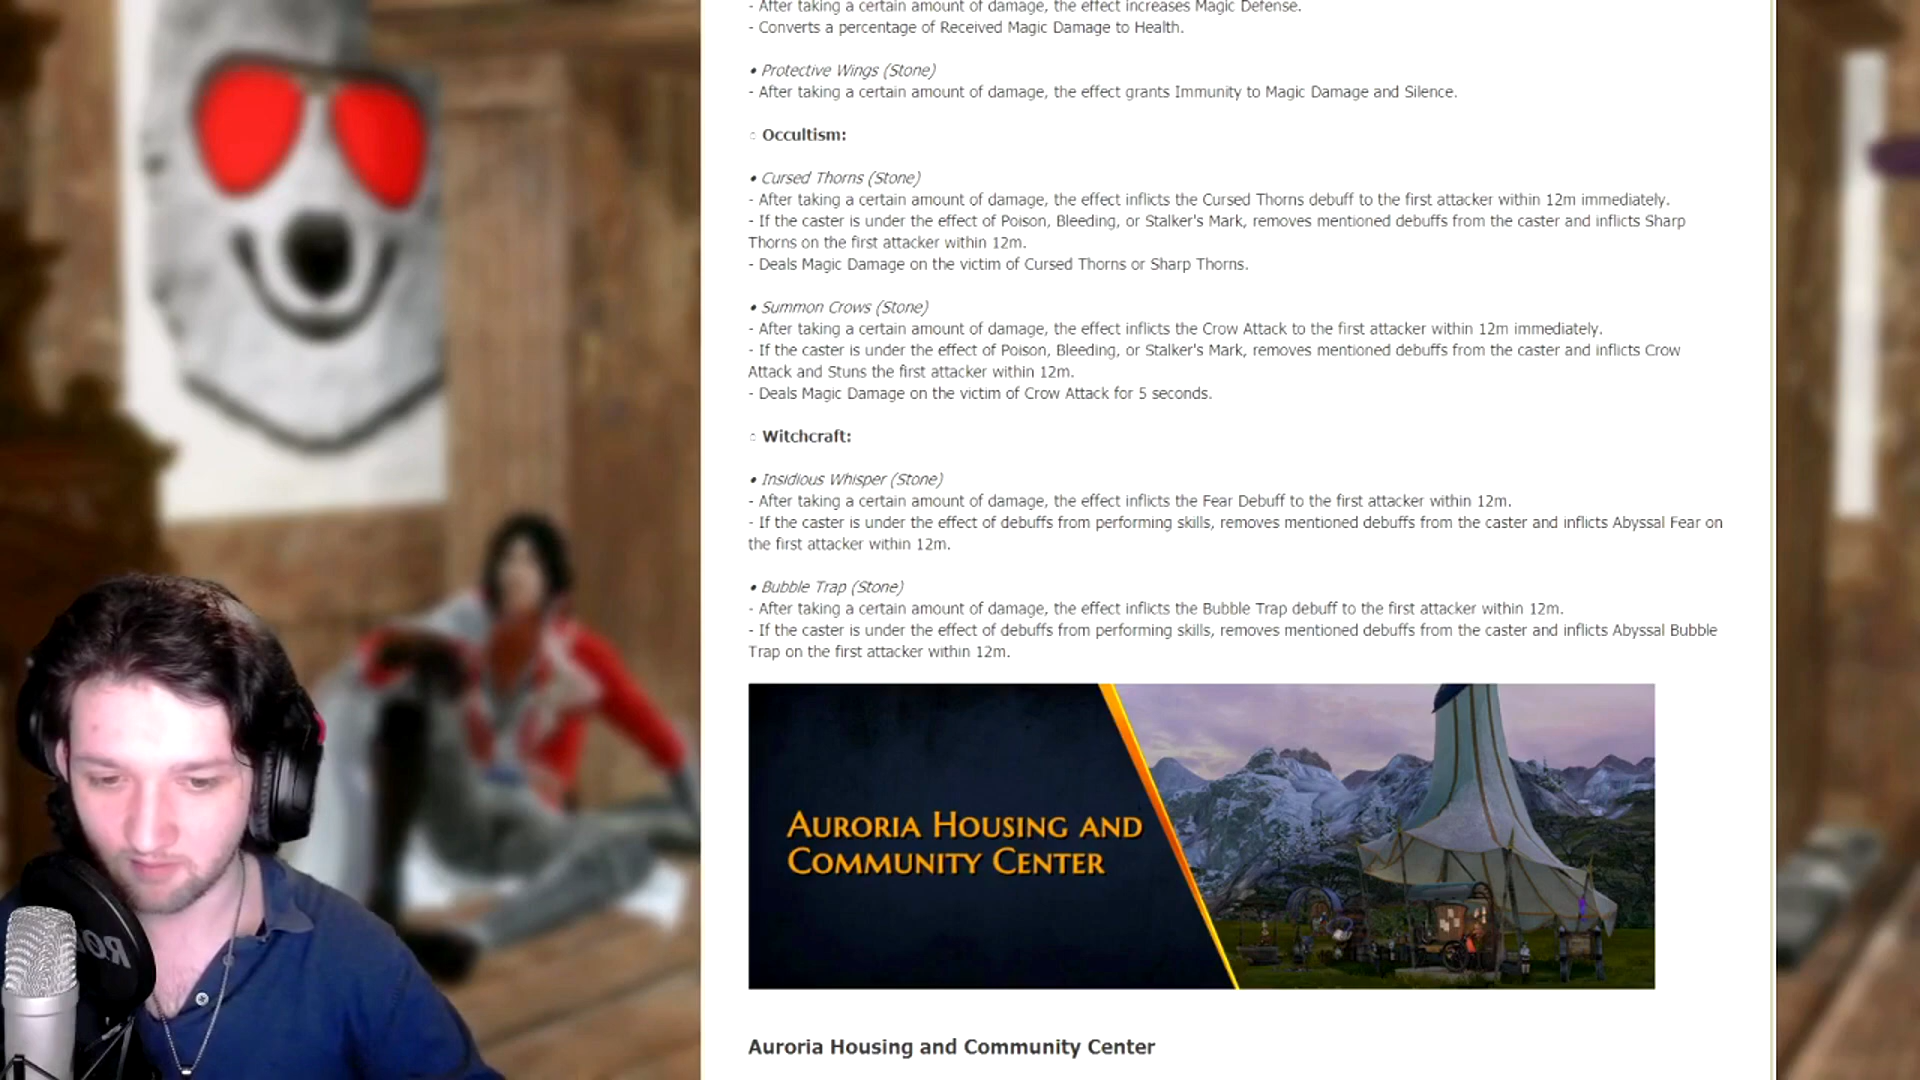 - After taking a certain amount of damage, the effect increases Magic Defense.
- Converts a percentage of Received Magic Damage to Health.
• Protective Wings (Stone)
- After taking a certain amount of damage, the effect grants Immunity to Magic Damage and Silence.
○ Occultism:
• Cursed Thorns (Stone)
- After taking a certain amount of damage, the effect inflicts the Cursed Thorns debuff to the first attacker within 12m immediately.
- If the caster is under the effect of Poison, Bleeding, or Stalker's Mark, removes mentioned debuffs from the caster and inflicts Sharp
Thorns on the first attacker within 12m.
- Deals Magic Damage on the victim of Cursed Thorns or Sharp Thorns.
• Summon Crows (Stone)
- After taking a certain amount of damage, the effect inflicts the Crow Attack to the first attacker within 12m immediately.
- If the caster is under the effect of Poison, Bleeding, or Stalker's Mark, removes mentioned debuffs from the caster and inflicts Crow
Attack and Stuns the first attacker within 12m.
- Deals Magic Damage on the victim of Crow Attack for 5 seconds.
○ Witchcraft:
• Insidious Whisper (Stone)
- After taking a certain amount of damage, the effect inflicts the Fear Debuff to the first attacker within 12m.
- If the caster is under the effect of debuffs from performing skills, removes mentioned debuffs from the caster and inflicts Abyssal Fear on
the first attacker within 12m.
• Bubble Trap (Stone)
- After taking a certain amount of damage, the effect inflicts the Bubble Trap debuff to the first attacker within 12m.
- If the caster is under the effect of debuffs from performing skills, removes mentioned debuffs from the caster and inflicts Abyssal Bubble
Trap on the first attacker within 12m.
AURORIA HOUSING AND
COMMUNITY CENTER
Auroria Housing and Community Center